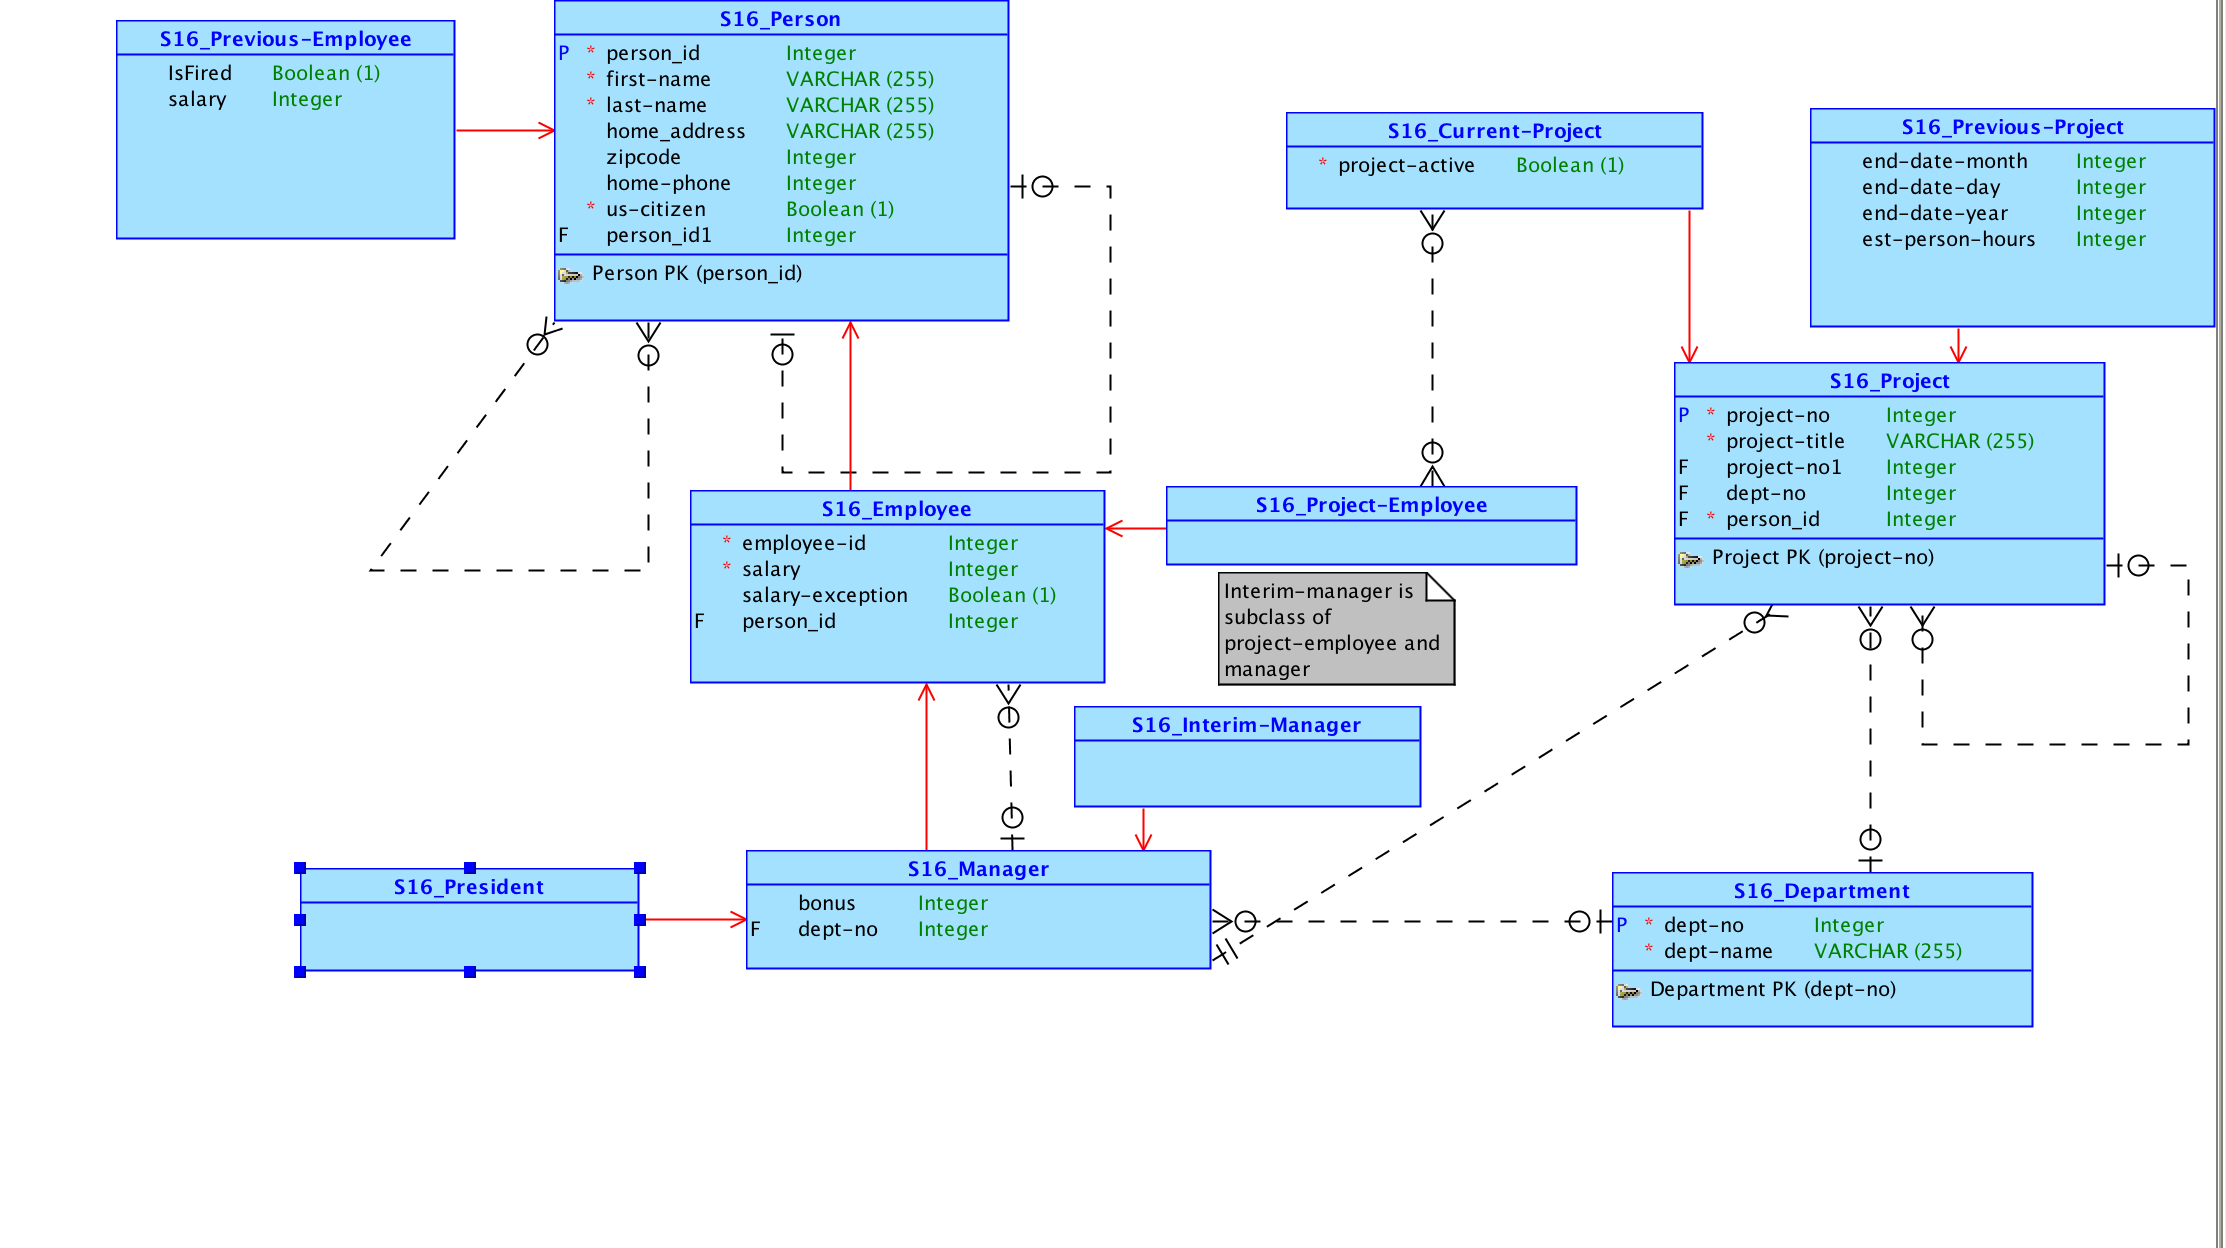 S16_Previous-Employee
IsFired Boolean (1)
salary Integer
S16_Person
P * person_id Integer
* first-name VARCHAR (255)
* last-name VARCHAR (255)
home_address VARCHAR (255)
zipcode Integer
home-phone Integer
* us-citizen Boolean (1)
F person_id1 Integer
Person PK (person_id)
S16_Current-Project
* project-active Boolean (1)
S16_Previous-Project
end-date-month Integer
end-date-day Integer
end-date-year Integer
est-person-hours Integer
S16_Project
P * project-no Integer
* project-title VARCHAR (255)
F project-no1 Integer
F dept-no Integer
F * person_id Integer
Project PK (project-no)
S16_Employee
* employee-id Integer
* salary Integer
salary-exception Boolean (1)
F person_id Integer
S16_Project-Employee
Interim-manager is
subclass of
project-employee and
manager
S16_Interim-Manager
S16_President
S16_Manager
bonus Integer
F dept-no Integer
S16_Department
P * dept-no Integer
* dept-name VARCHAR (255)
Department PK (dept-no)